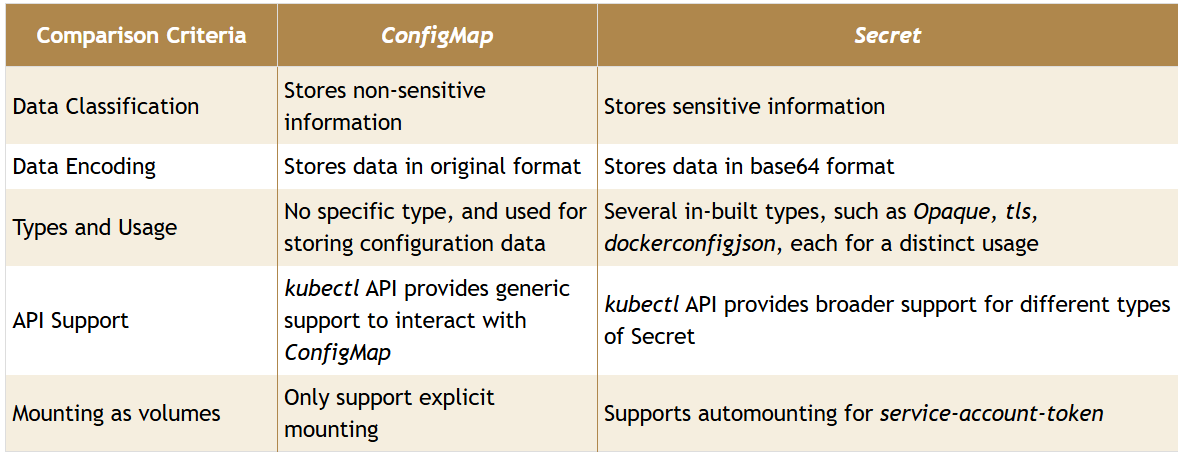 Comparison Criteria
ConfigMap
Secret
Data Classification
Stores non-sensitive
information
Stores sensitive information
Data Encoding
Stores data in original format
Stores data in base64 format
Types and Usage
No specific type, and used for
storing configuration data
Several in-built types, such as Opaque, tls,
dockerconfigjson, each for a distinct usage
API Support
kubectl API provides generic
support to interact with
ConfigMap
kubectl API provides broader support for different types
of Secret
Mounting as volumes
Only support explicit
mounting
Supports automounting for service-account-token